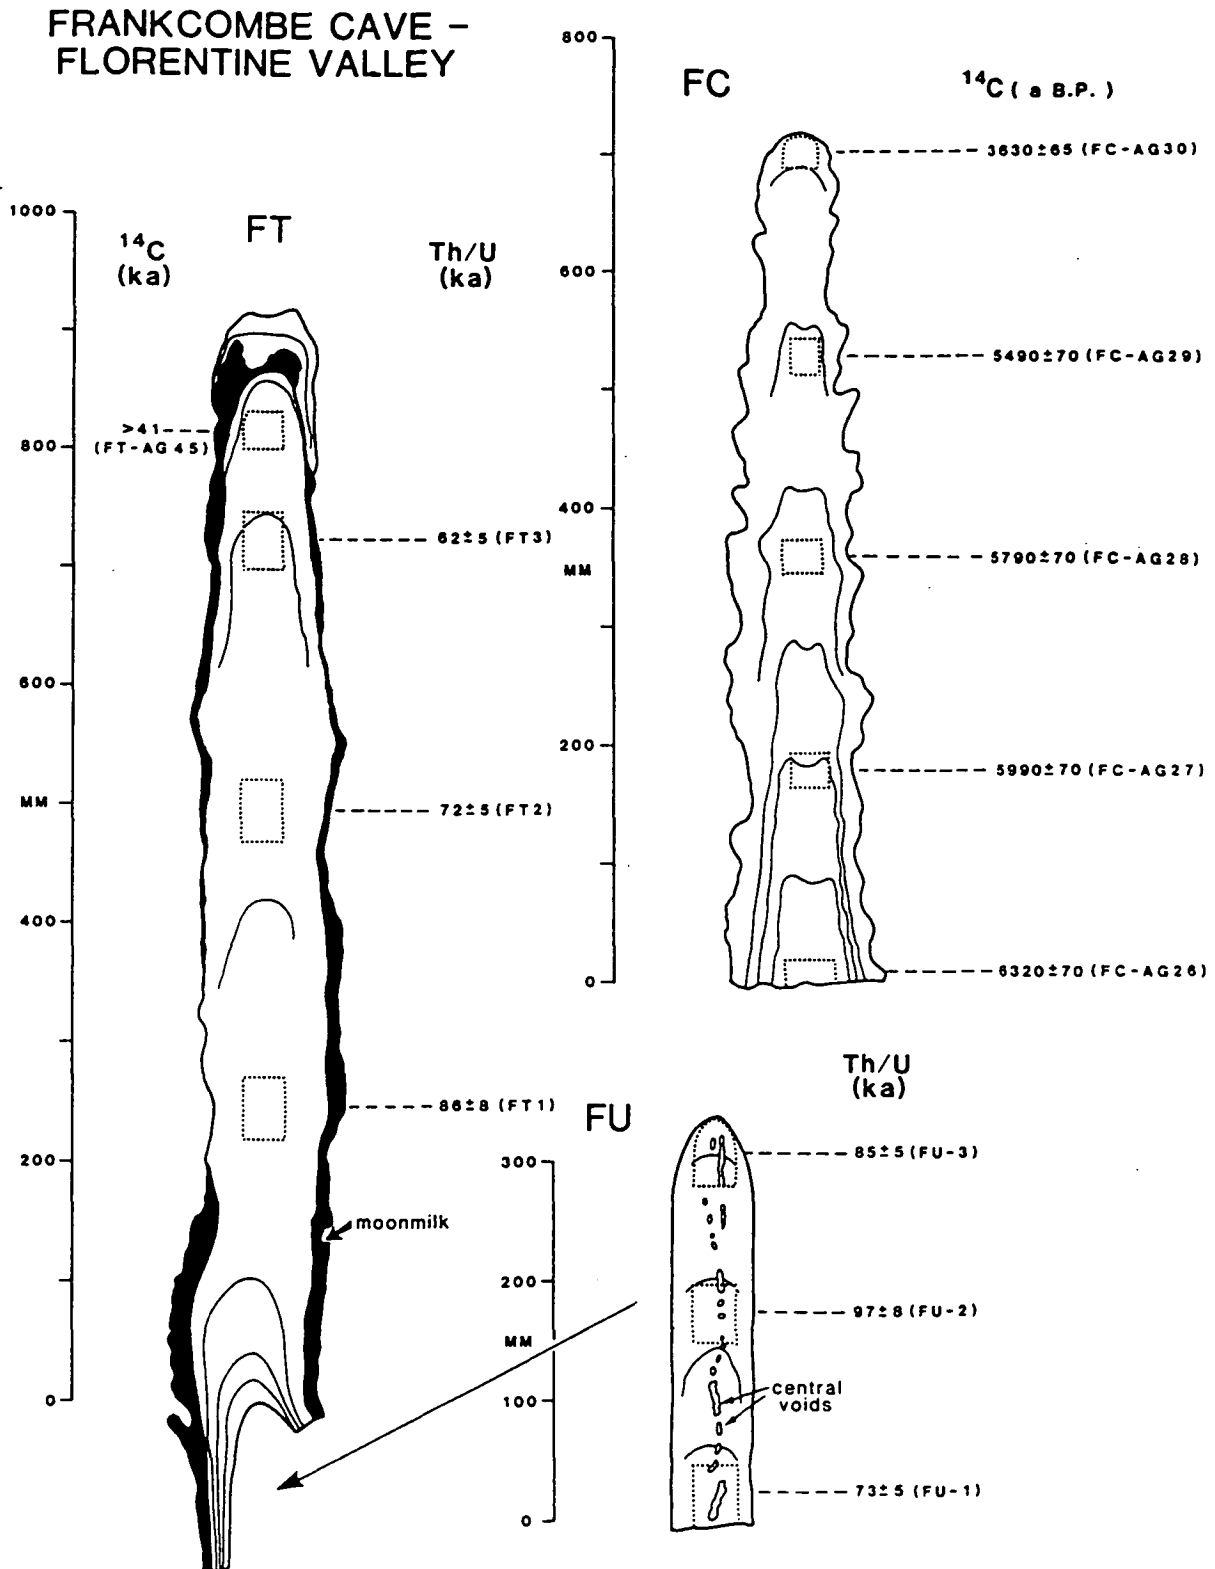 FRANKCOMBE CAVE –
FLORENTINE VALLEY
FT
14C
(ka)
Th/U
(ka)
1000
800
600
MM
400
200
0
>41
(FT-AG45)
62±5 (FT3)
72±5 (FT2)
86±8 (FT1)
moonmilk
FC
14C ( a B.P. )
800
600
400
MM
200
0
3630±65 (FC-AG30)
5490±70 (FC-AG29)
5790±70 (FC-AG28)
5990±70 (FC-AG27)
6320±70 (FC-AG26)
FU
Th/U
(ka)
300
200
MM
100
0
85±5 (FU-3)
97±8 (FU-2)
central
voids
73±5 (FU-1)